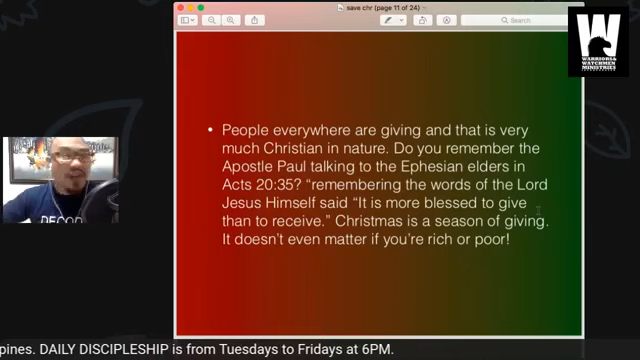 save chr (page 11 of 24)
Search
WARRIORS &
WATCHMEN
MINISTRIES
• People everywhere are giving and that is very
much Christian in nature. Do you remember the
Apostle Paul talking to the Ephesian elders in
Acts 20:35? “remembering the words of the Lord
Jesus Himself said “It is more blessed to give
than to receive.” Christmas is a season of giving.
It doesn’t even matter if you’re rich or poor!
DECODE
pines. DAILY DISCIPLESHIP is from Tuesdays to Fridays at 6PM.